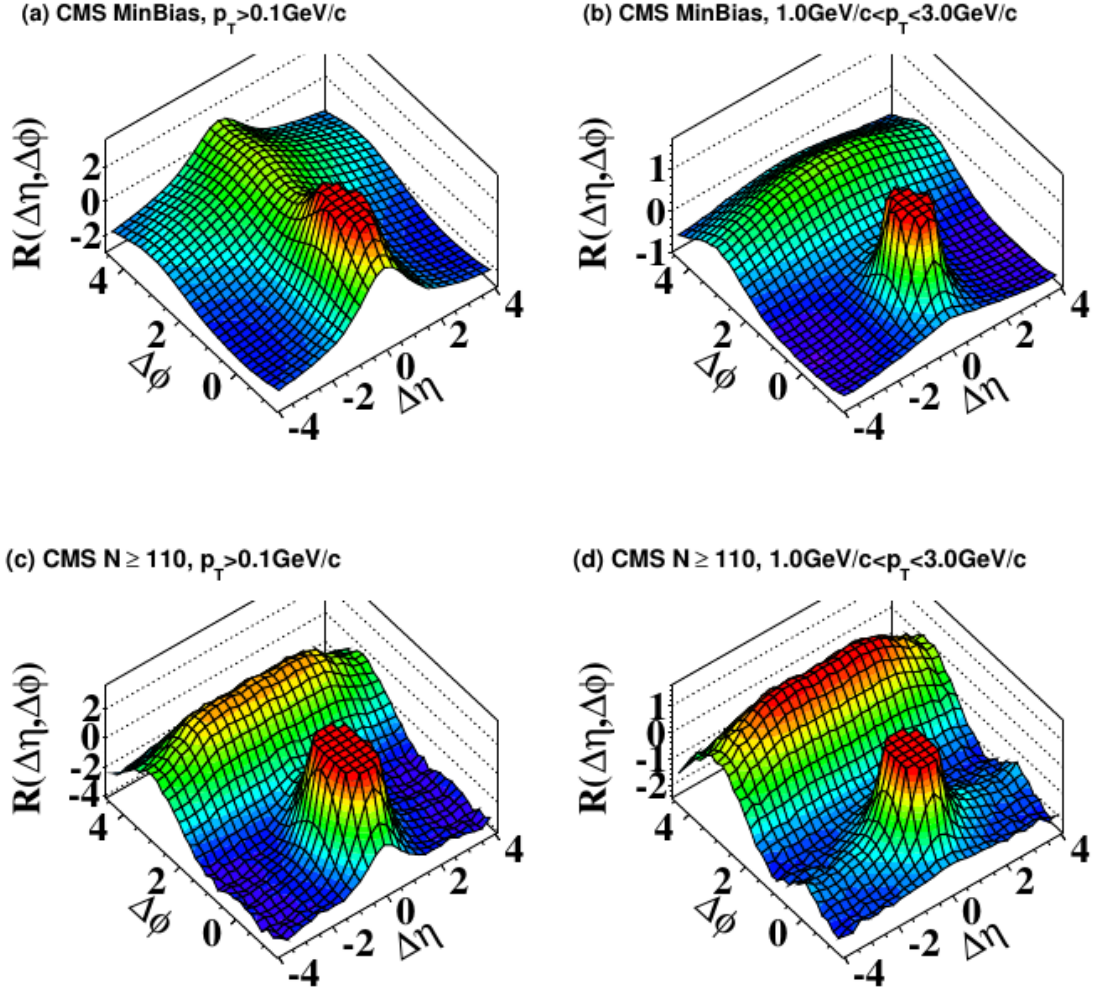 (a) CMS MinBias, pT>0.1GeV/c
(b) CMS MinBias, 1.0GeV/c<pT<3.0GeV/c
R(Δη,Δϕ)
2
0
-2
4
2
0
Δϕ
-4
-2
0
2
4
Δη
R(Δη,Δϕ)
1
0
-1
4
2
0
Δϕ
-4
-2
0
2
4
Δη
(c) CMS N ≥ 110, pT>0.1GeV/c
(d) CMS N ≥ 110, 1.0GeV/c<pT<3.0GeV/c
R(Δη,Δϕ)
2
0
-2
-4
4
2
0
Δϕ
-4
-2
0
2
4
Δη
R(Δη,Δϕ)
1
0
-1
-2
4
2
0
Δϕ
-4
-2
0
2
4
Δη